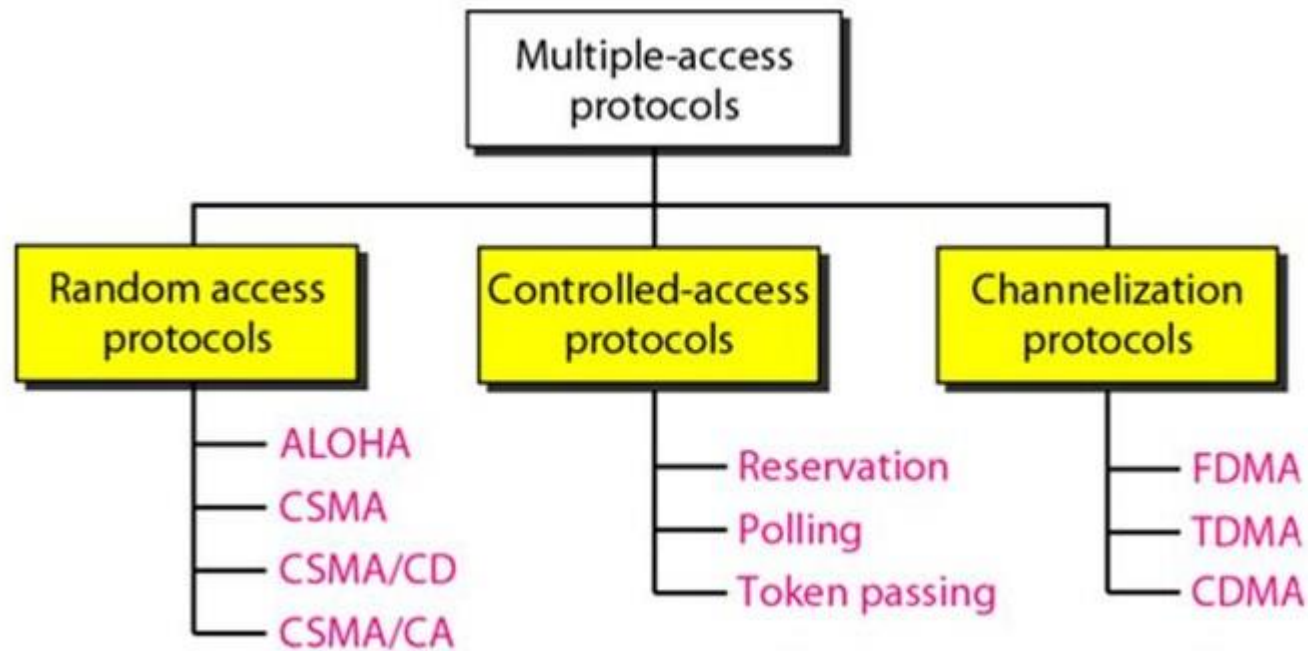 Multiple-access
protocols
Random access
protocols
Controlled-access
protocols
Channelization
protocols
ALOHA
CSMA
CSMA/CD
CSMA/CA
Reservation
Polling
Token passing
FDMA
TDMA
CDMA